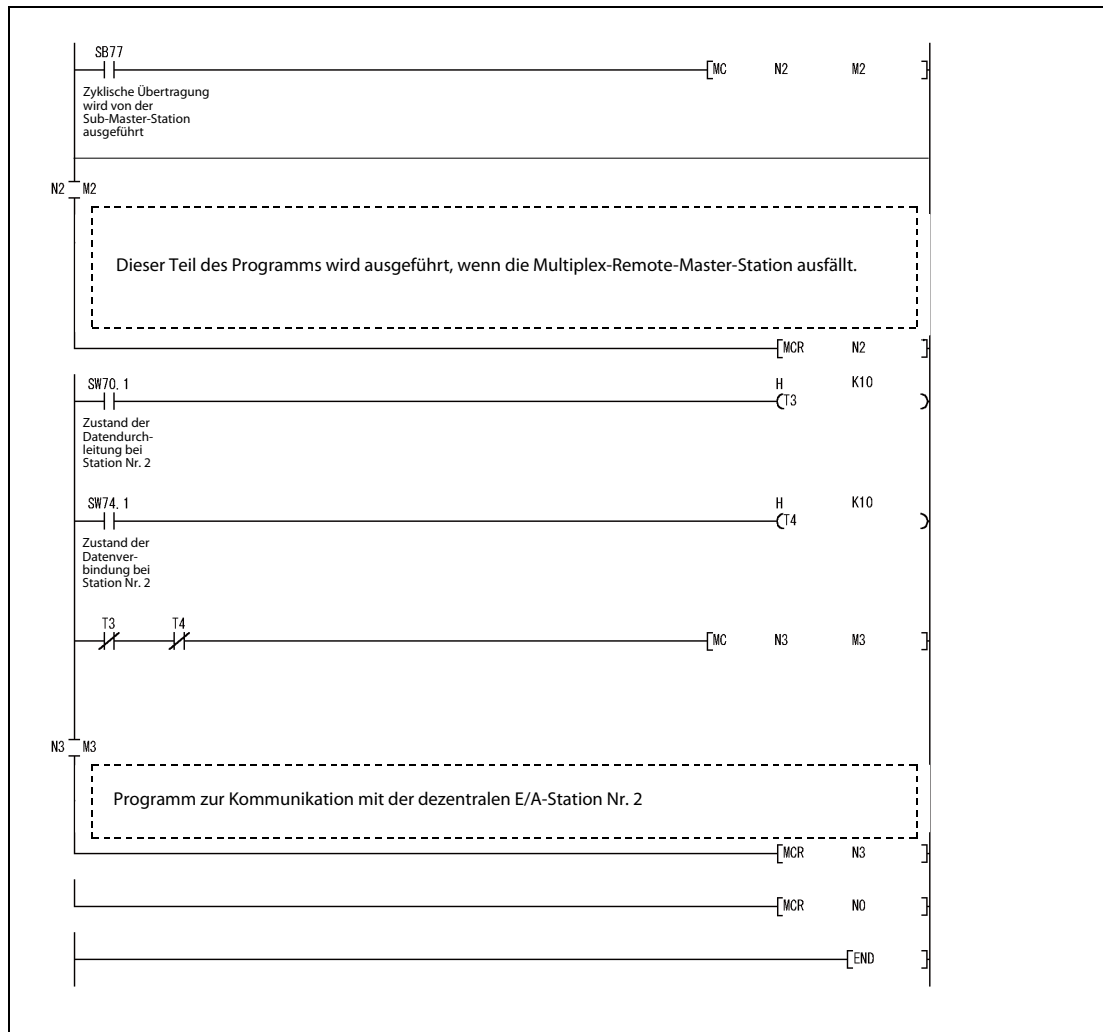 SB77
MC N2 M2
Zyklische Übertragung
wird von der
Sub-Master-Station
ausgeführt
N2 M2
Dieser Teil des Programms wird ausgeführt, wenn die Multiplex-Remote-Master-Station ausfällt.
MCR N2
SW70.1 H K10
T3
Zustand der
Datendurch-
leitung bei
Station Nr. 2
SW74.1 H K10
T4
Zustand der
Datenver-
bindung bei
Station Nr. 2
T3 T4
MC N3 M3
N3 M3
Programm zur Kommunikation mit der dezentralen E/A-Station Nr. 2
MCR N3
MCR N0
END